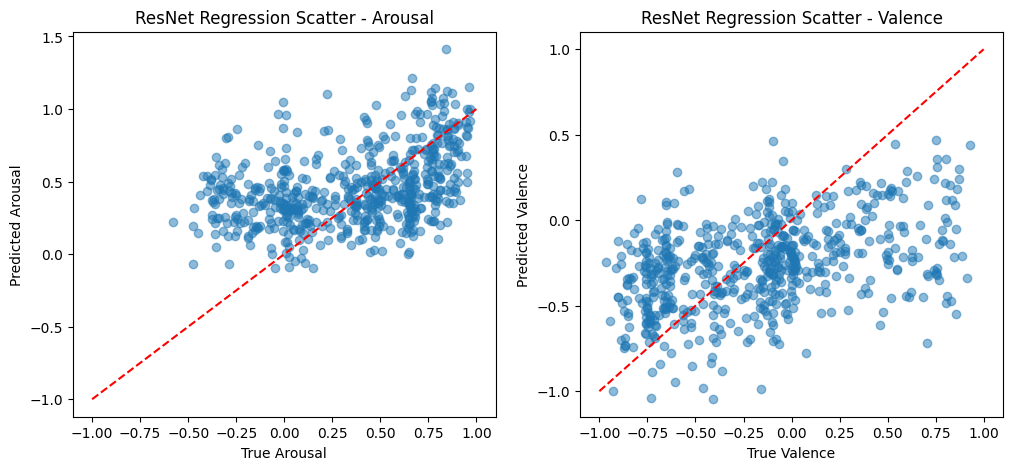 ResNet Regression Scatter - Arousal
Predicted Arousal
1.5
1.0
0.5
0.0
−0.5
−1.0
−1.00 −0.75 −0.50 −0.25 0.00 0.25 0.50 0.75 1.00
True Arousal
ResNet Regression Scatter - Valence
Predicted Valence
1.0
0.5
0.0
−0.5
−1.0
−1.00 −0.75 −0.50 −0.25 0.00 0.25 0.50 0.75 1.00
True Valence